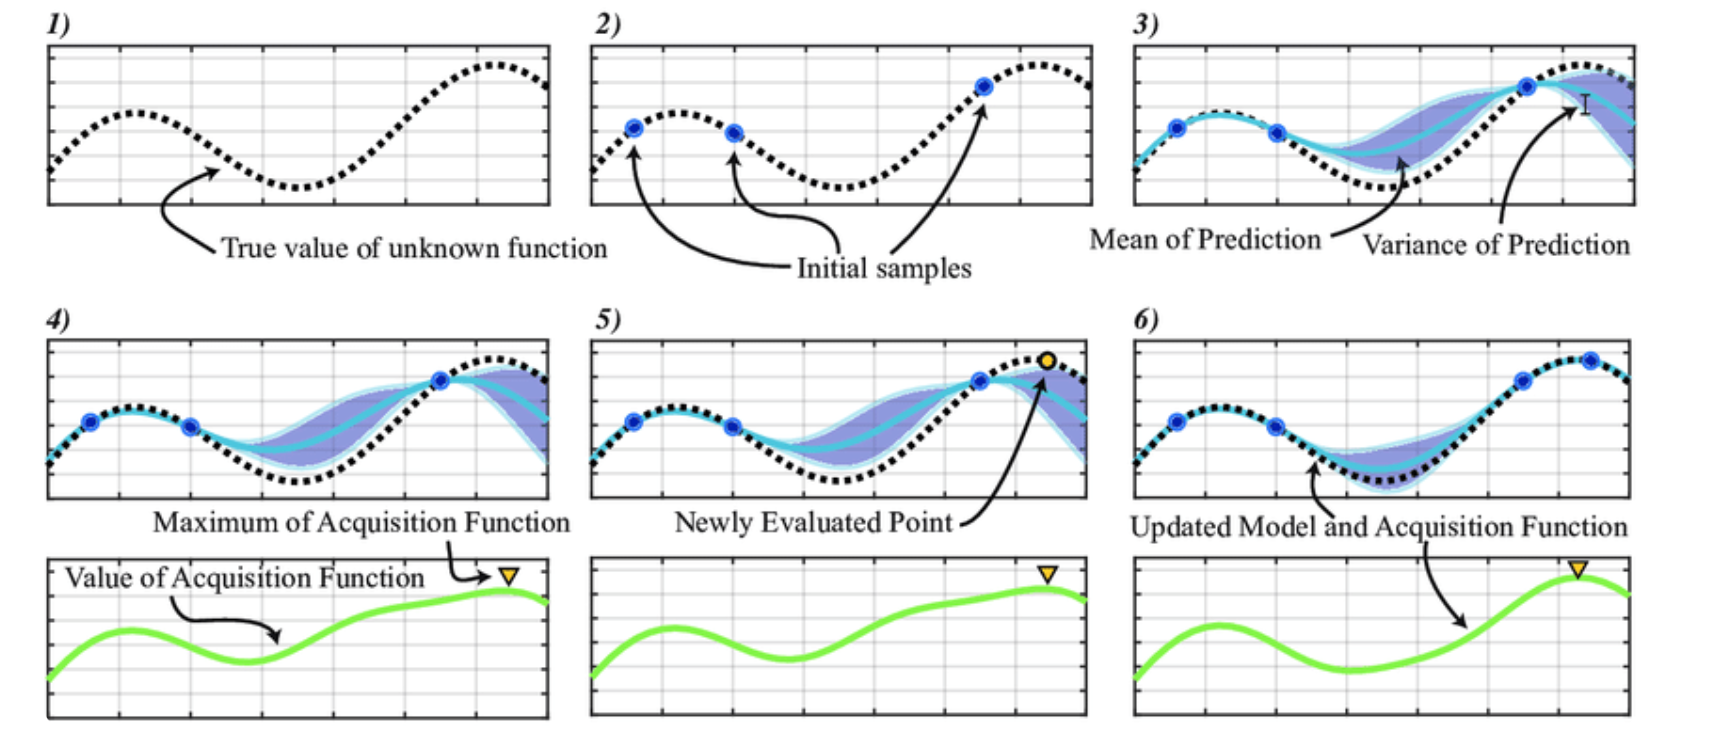 1)
2)
3)
True value of unknown function
Initial samples
Mean of Prediction
Variance of Prediction
4)
5)
6)
Maximum of Acquisition Function
Newly Evaluated Point
Updated Model and Acquisition Function
Value of Acquisition Function